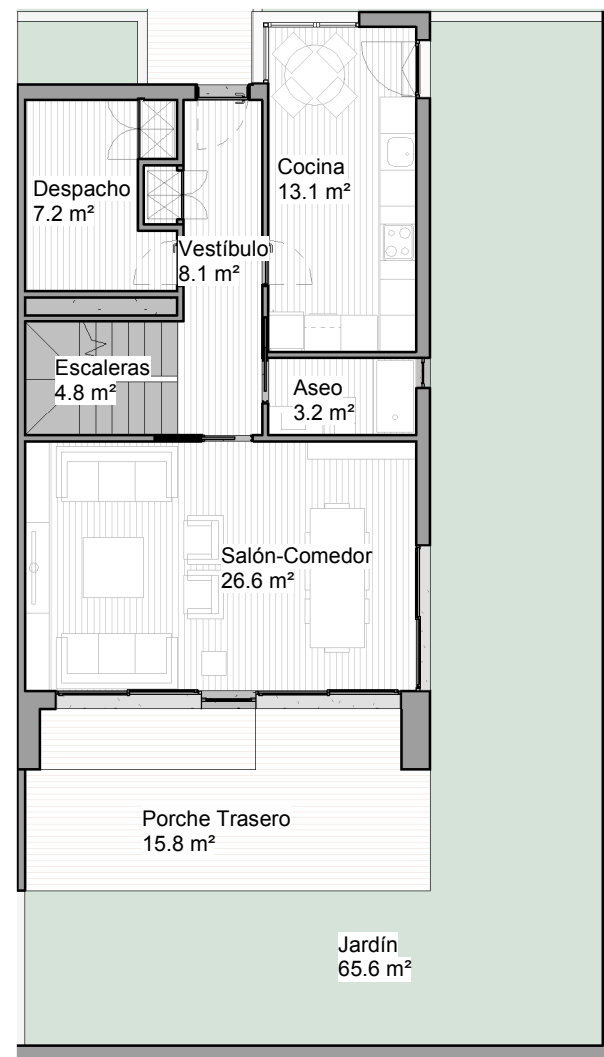 Cocina
13.1 m²
Despacho
7.2 m²
Vestíbulo
8.1 m²
Escaleras
4.8 m²
Aseo
3.2 m²
Salón-Comedor
26.6 m²
Porche Trasero
15.8 m²
Jardín
65.6 m²